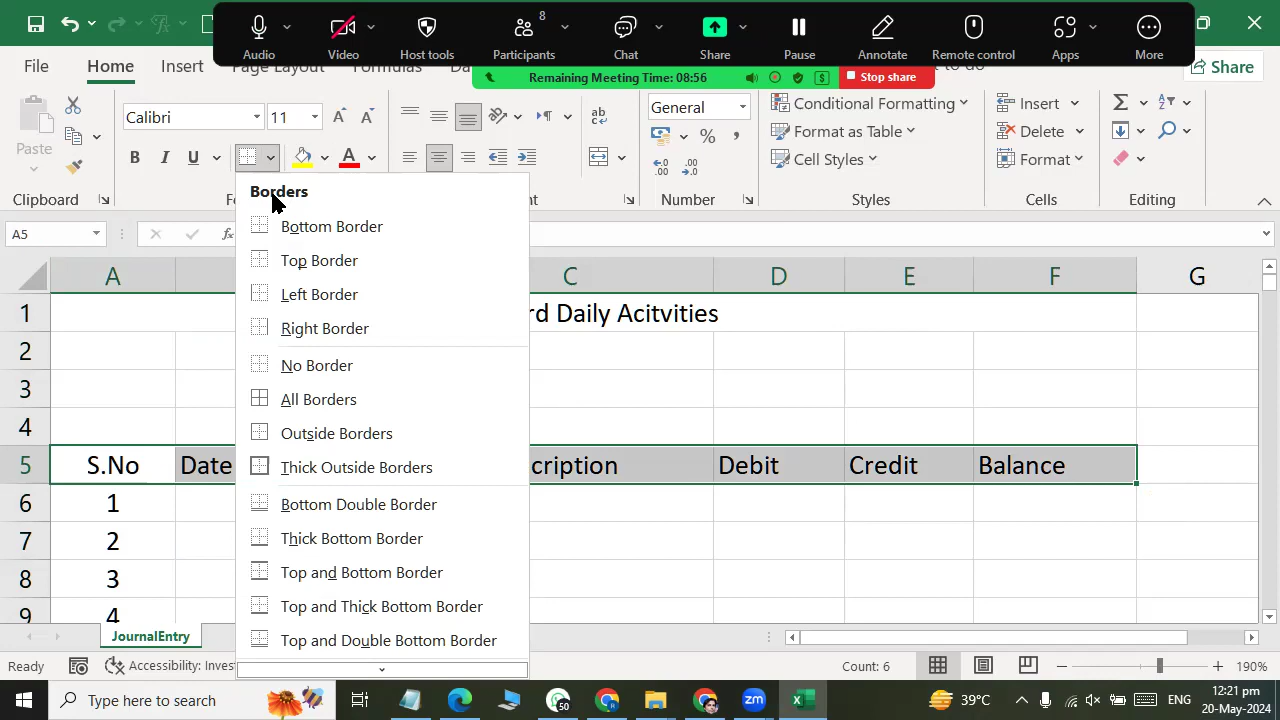 Audio
Video
Host tools
8
Participants
Chat
Share
Pause
Annotate
Remote control
Apps
More
Remaining Meeting Time: 08:56
Stop share
File
Home
Insert
Page Layout
Formulas
Share
Paste
Calibri
11
B I U
A A
ab
General
% ,
Conditional Formatting
Format as Table
Cell Styles
Insert
Delete
Format
Clipboard
Number
Styles
Cells
Editing
A5
fx
Borders
Bottom Border
Top Border
Left Border
Right Border
No Border
All Borders
Outside Borders
Thick Outside Borders
Bottom Double Border
Thick Bottom Border
Top and Bottom Border
Top and Thick Bottom Border
Top and Double Bottom Border
A C D E F G
1 rd Daily Acitvities
2
3
4
5 S.No Date cription Debit Credit Balance
6 1
7 2
8 3
9 4
JournalEntry
Ready
Accessibility: Inves
Count: 6
190%
Type here to search
50
zm
39°C
ENG
12:21 pm
20-May-2024